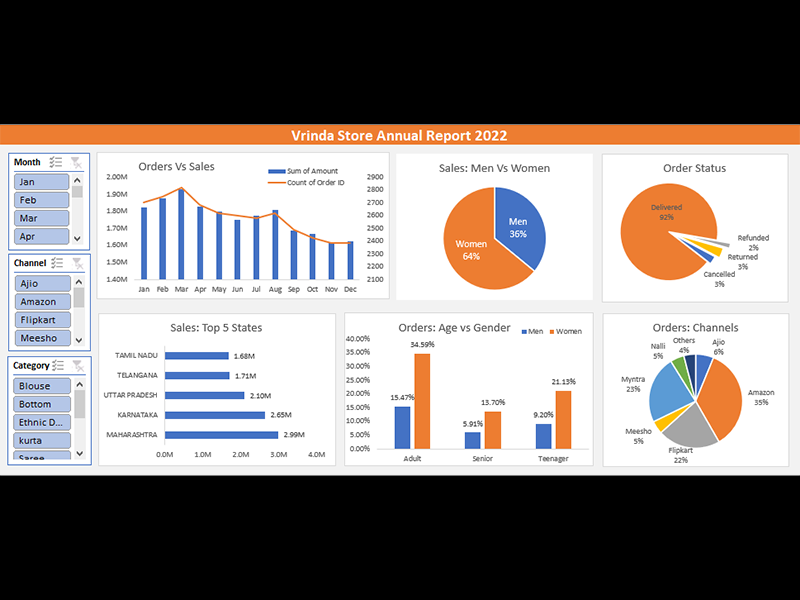 Vrinda Store Annual Report 2022
Month
Jan
Feb
Mar
Apr
Channel
Ajio
Amazon
Flipkart
Meesho
Category
Blouse
Bottom
Ethnic D...
kurta
Saree
Orders Vs Sales
Sum of Amount
Count of Order ID
2.00M
1.90M
1.80M
1.70M
1.60M
1.50M
1.40M
2900
2800
2700
2600
2500
2400
2300
2200
2100
Jan Feb Mar Apr May Jun Jul Aug Sep Oct Nov Dec
Sales: Men Vs Women
Men
36%
Women
64%
Order Status
Delivered
92%
Refunded
2%
Returned
3%
Cancelled
3%
Sales: Top 5 States
TAMIL NADU 1.68M
TELANGANA 1.71M
UTTAR PRADESH 2.10M
KARNATAKA 2.65M
MAHARASHTRA 2.99M
0.0M 1.0M 2.0M 3.0M 4.0M
Orders: Age vs Gender
Men Women
40.00%
35.00%
30.00%
25.00%
20.00%
15.00%
10.00%
5.00%
0.00%
15.47% 34.59%
5.91% 13.70%
9.20% 21.13%
Adult Senior Teenager
Orders: Channels
Others
4%
Ajio
6%
Nalli
5%
Myntra
23%
Amazon
35%
Meesho
5%
Flipkart
22%